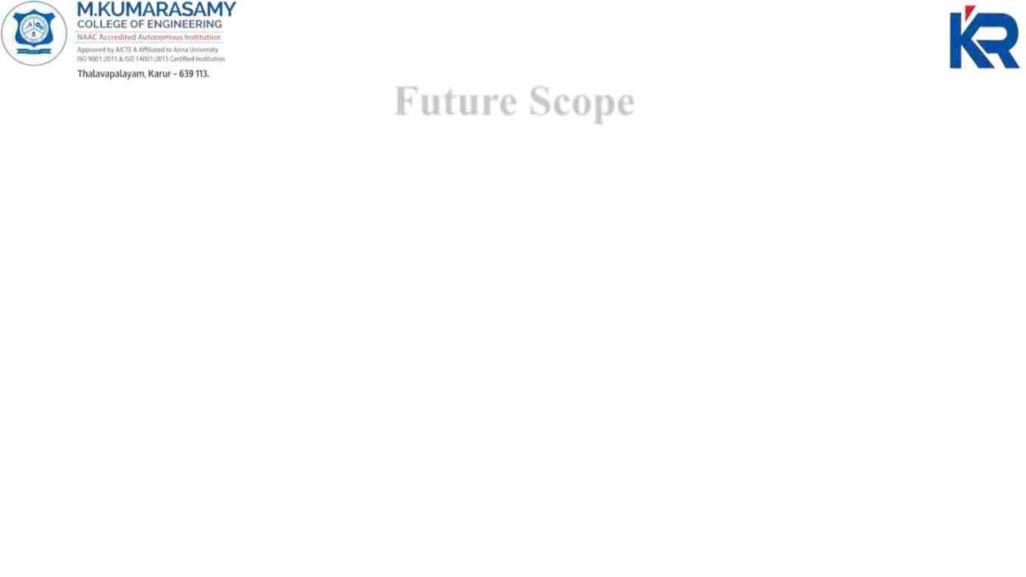 M.KUMARASAMY
COLLEGE OF ENGINEERING
NAAC Accredited Autonomous Institution
Approved by AICTE & Affiliated to Anna University
ISO 9001:2015 & ISO 14001:2015 Certified Institution
Thalavapalayam, Karur – 639 113.
KR
Future Scope